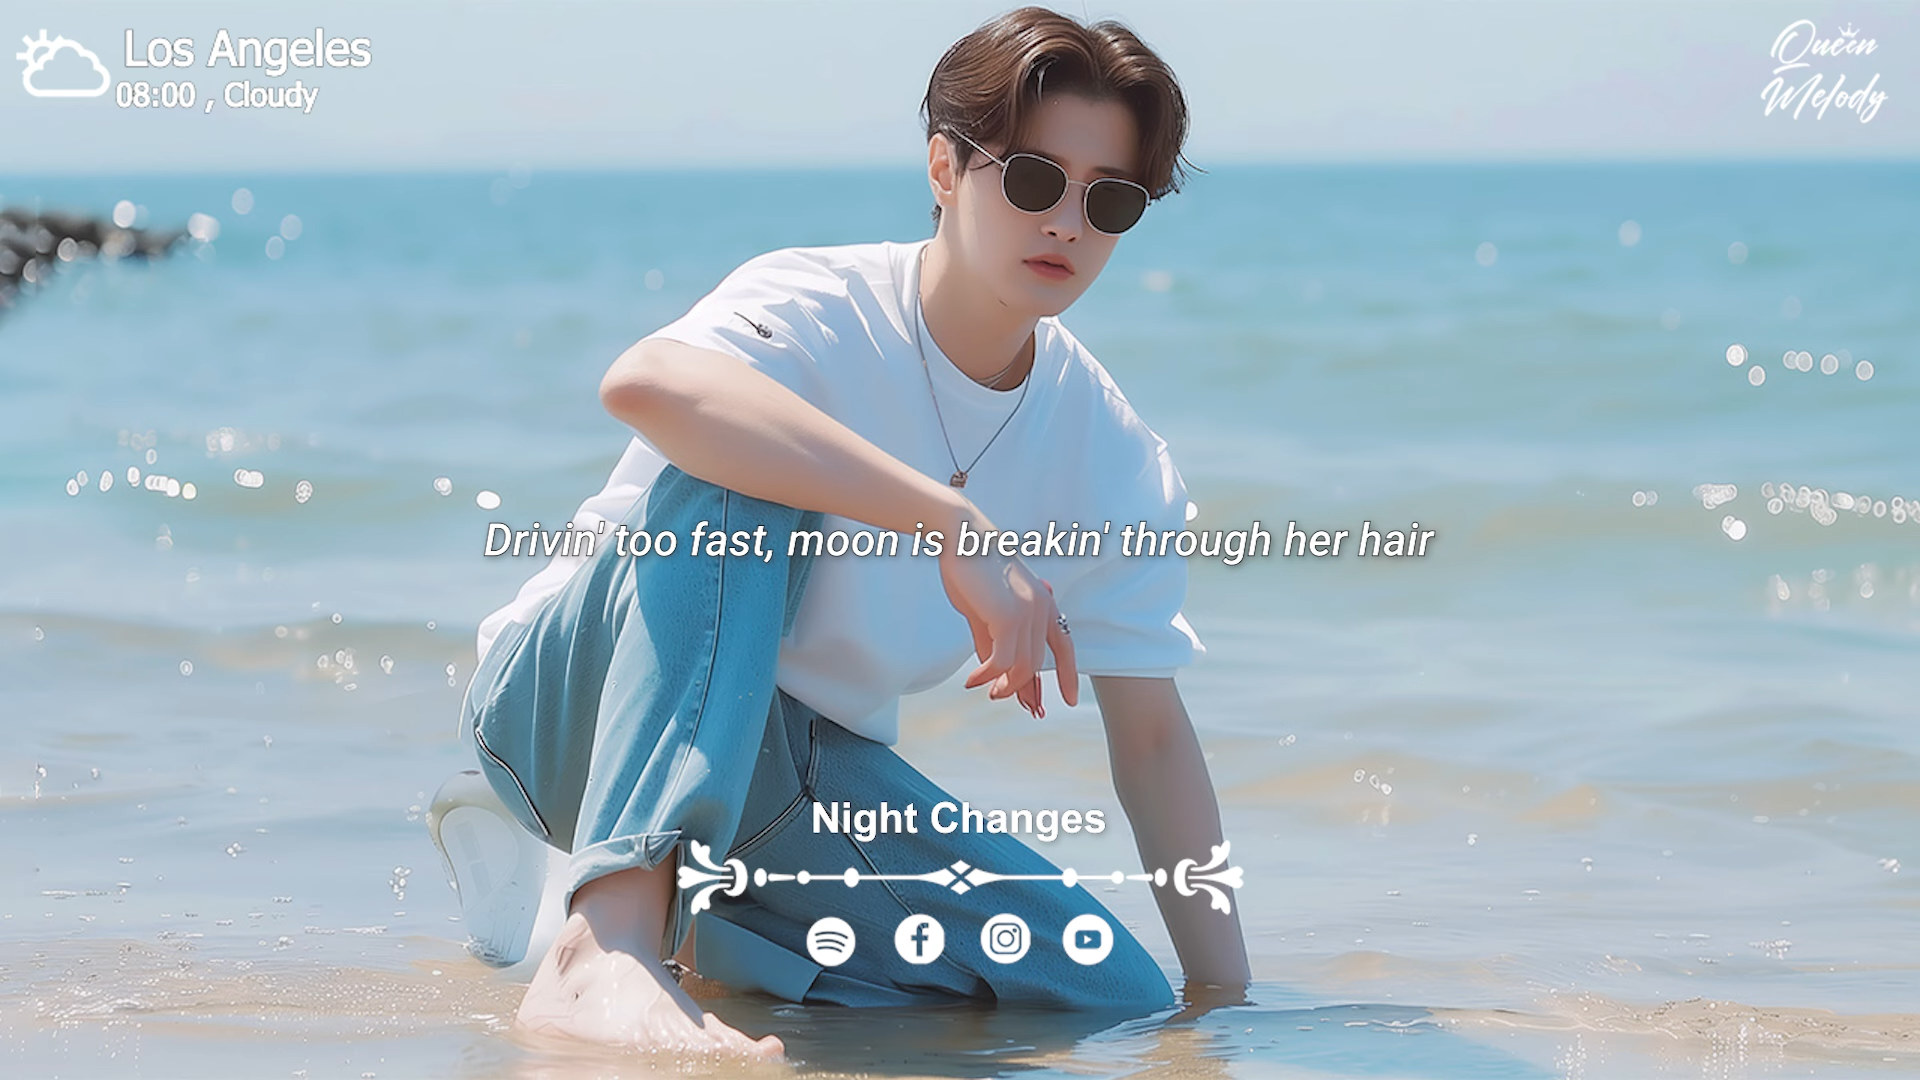 Los Angeles
08:00 , Cloudy
Queen
Melody
Drivin' too fast, moon is breakin' through her hair
Night Changes